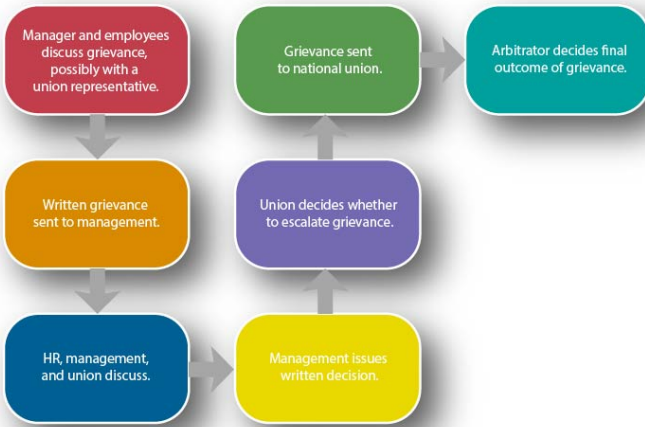 Manager and employees
discuss grievance,
possibly with a
union representative.
Written grievance
sent to management.
HR, management,
and union discuss.
Management issues
written decision.
Union decides whether
to escalate grievance.
Grievance sent
to national union.
Arbitrator decides final
outcome of grievance.